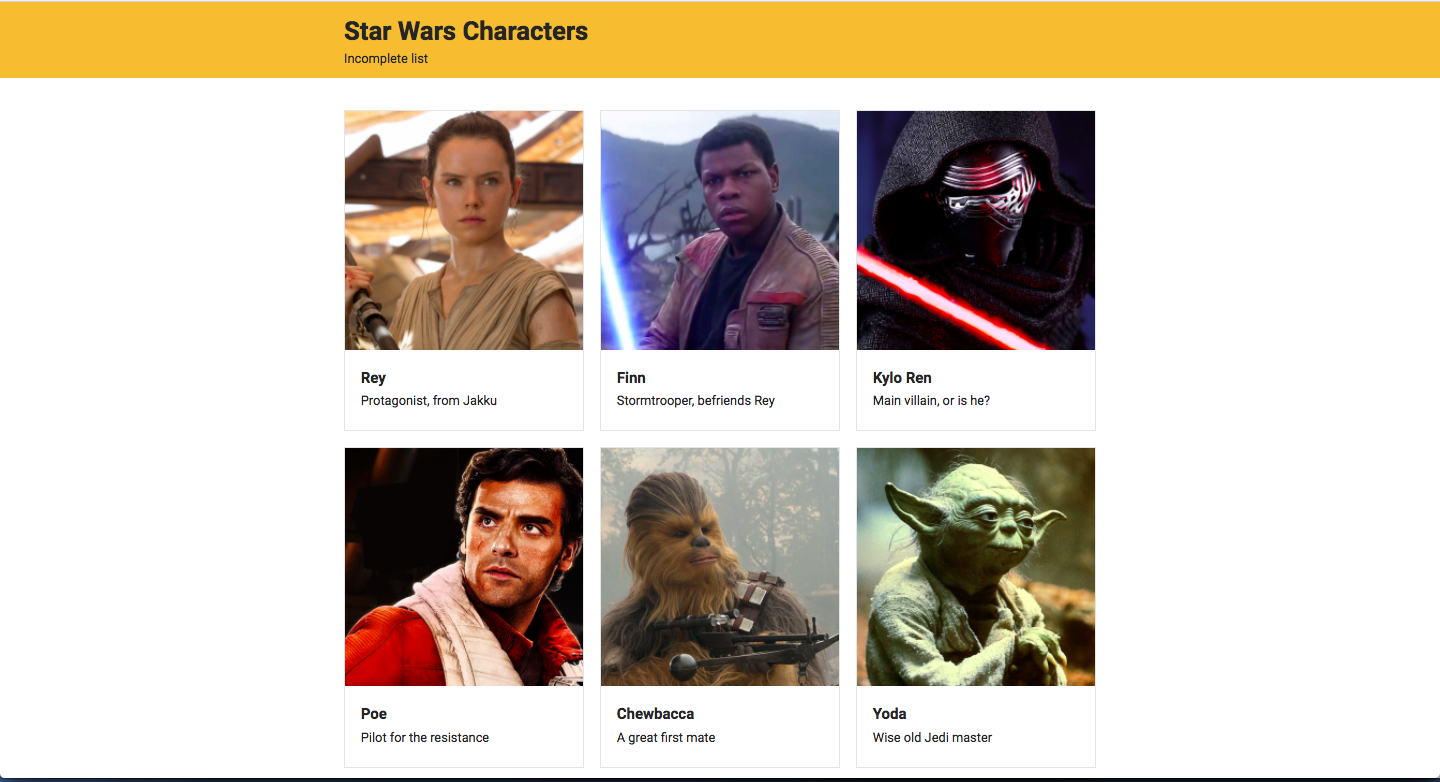 Star Wars Characters
Incomplete list
Rey
Protagonist, from Jakku
Finn
Stormtrooper, befriends Rey
Kylo Ren
Main villain, or is he?
Poe
Pilot for the resistance
Chewbacca
A great first mate
Yoda
Wise old Jedi master